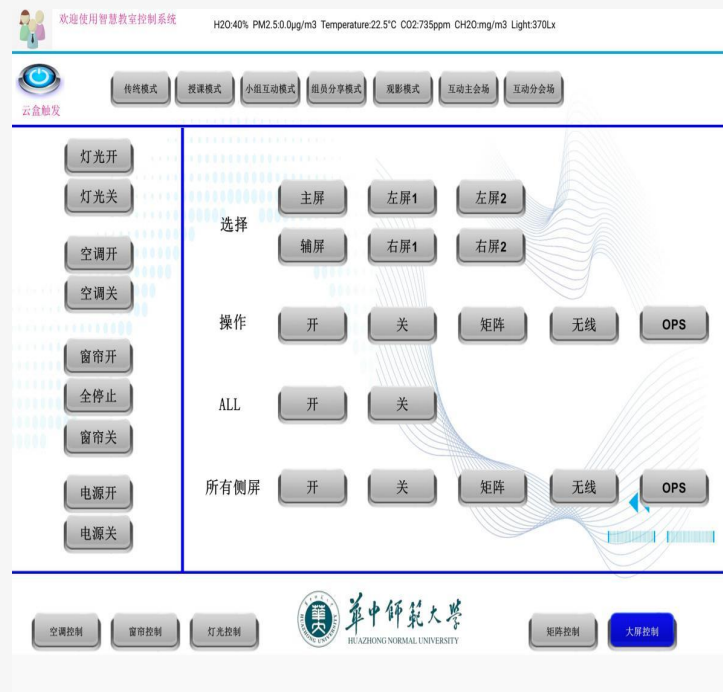 欢迎使用智慧教室控制系统
H2O:40% PM2.5:0.0μg/m3 Temperature:22.5°C CO2:735ppm CH2O:mg/m3 Light:370Lx
云盒触发
传统模式 授课模式 小组互动模式 组员分享模式 观影模式 互动主会场 互动分会场
灯光开
灯光关
空调开
空调关
窗帘开
全停止
窗帘关
电源开
电源关
选择
主屏 左屏1 左屏2
辅屏 右屏1 右屏2
操作 开 关 矩阵 无线 OPS
ALL 开 关
所有侧屏 开 关 矩阵 无线 OPS
空调控制 窗帘控制 灯光控制
華中師範大學
HUAZHONG NORMAL UNIVERSITY
矩阵控制 大屏控制